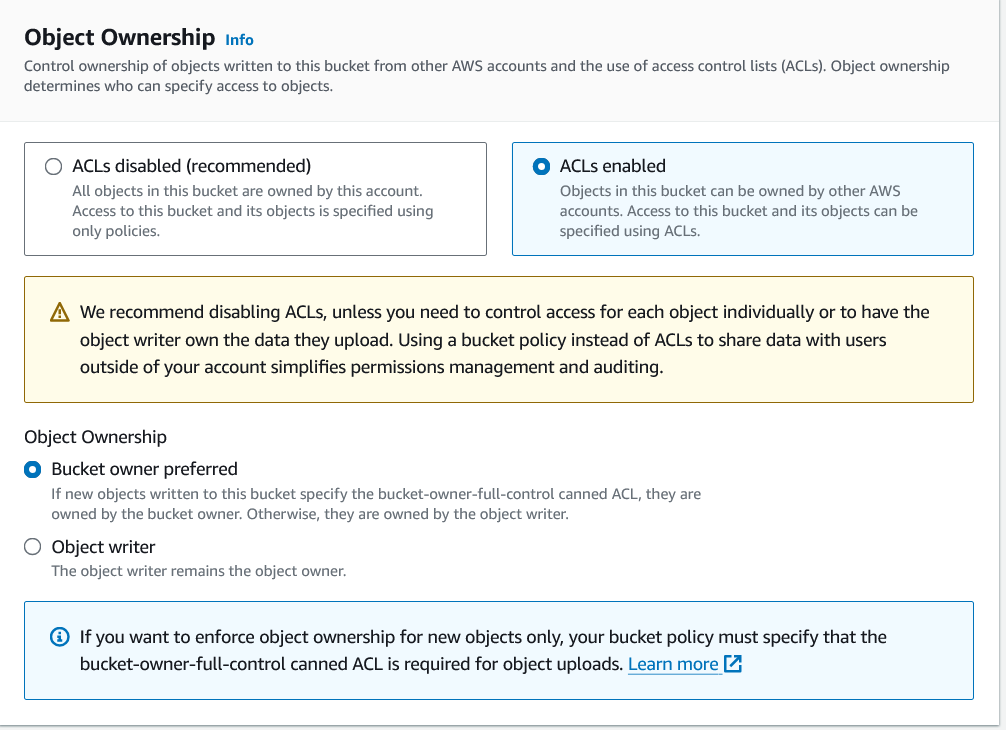 Object Ownership Info
Control ownership of objects written to this bucket from other AWS accounts and the use of access control lists (ACLs). Object ownership
determines who can specify access to objects.
ACLs disabled (recommended)
All objects in this bucket are owned by this account.
Access to this bucket and its objects is specified using
only policies.
ACLs enabled
Objects in this bucket can be owned by other AWS
accounts. Access to this bucket and its objects can be
specified using ACLs.
We recommend disabling ACLs, unless you need to control access for each object individually or to have the
object writer own the data they upload. Using a bucket policy instead of ACLs to share data with users
outside of your account simplifies permissions management and auditing.
Object Ownership
Bucket owner preferred
If new objects written to this bucket specify the bucket-owner-full-control canned ACL, they are
owned by the bucket owner. Otherwise, they are owned by the object writer.
Object writer
The object writer remains the object owner.
If you want to enforce object ownership for new objects only, your bucket policy must specify that the
bucket-owner-full-control canned ACL is required for object uploads. Learn more